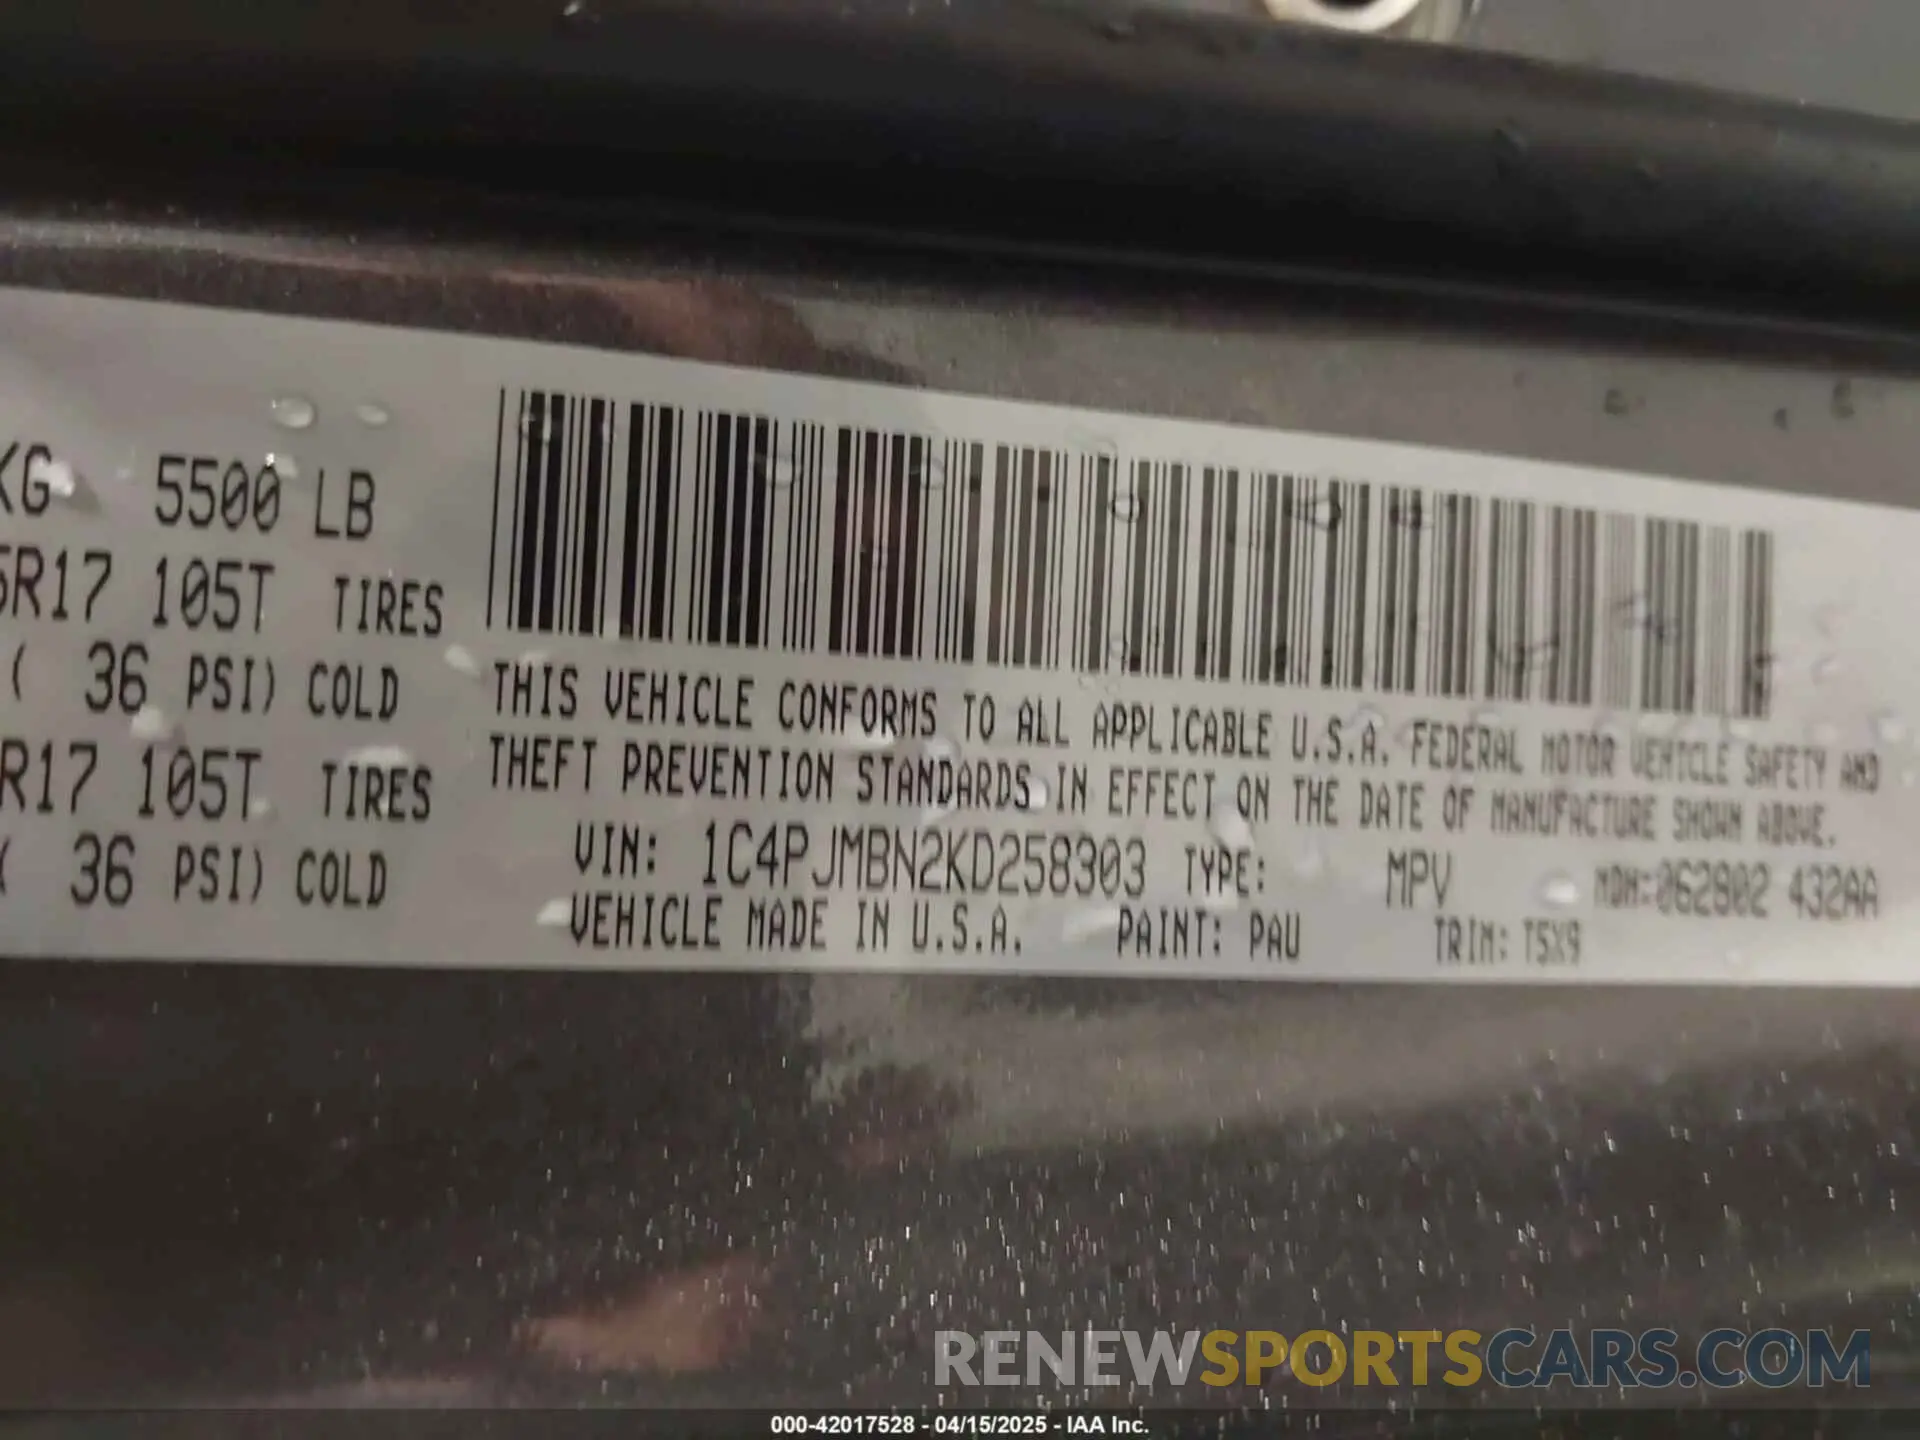 KG 5500 LB
5R17 105T TIRES
( 36 PSI) COLD
R17 105T TIRES
( 36 PSI) COLD
THIS VEHICLE CONFORMS TO ALL APPLICABLE U.S.A. FEDERAL MOTOR VEHICLE SAFETY AND
THEFT PREVENTION STANDARDS IN EFFECT ON THE DATE OF MANUFACTURE SHOWN ABOVE.
VIN: 1C4PJMBN2KD258303 TYPE: MPV MDH:062802 432AA
VEHICLE MADE IN U.S.A. PAINT: PAU TRIM: T5X9
RENEWSPORTSCARS.COM
000-42017528 - 04/15/2025 - IAA Inc.